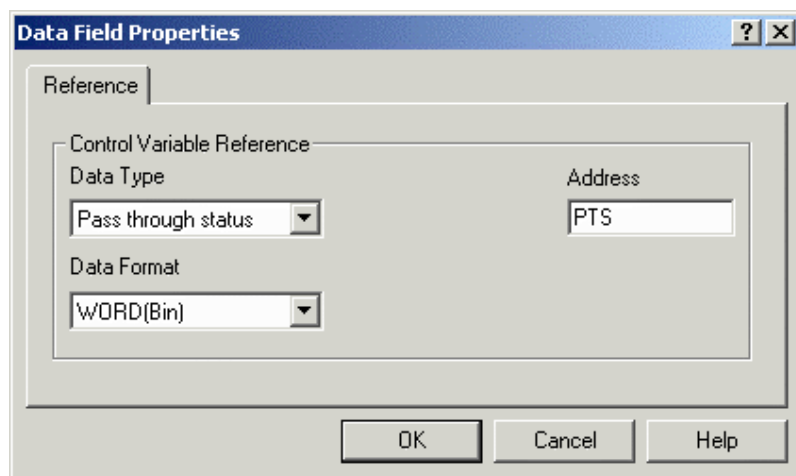 Data Field Properties
Reference
Control Variable Reference
Data Type
Address
Pass through status
PTS
Data Format
WORD(Bin)
OK
Cancel
Help